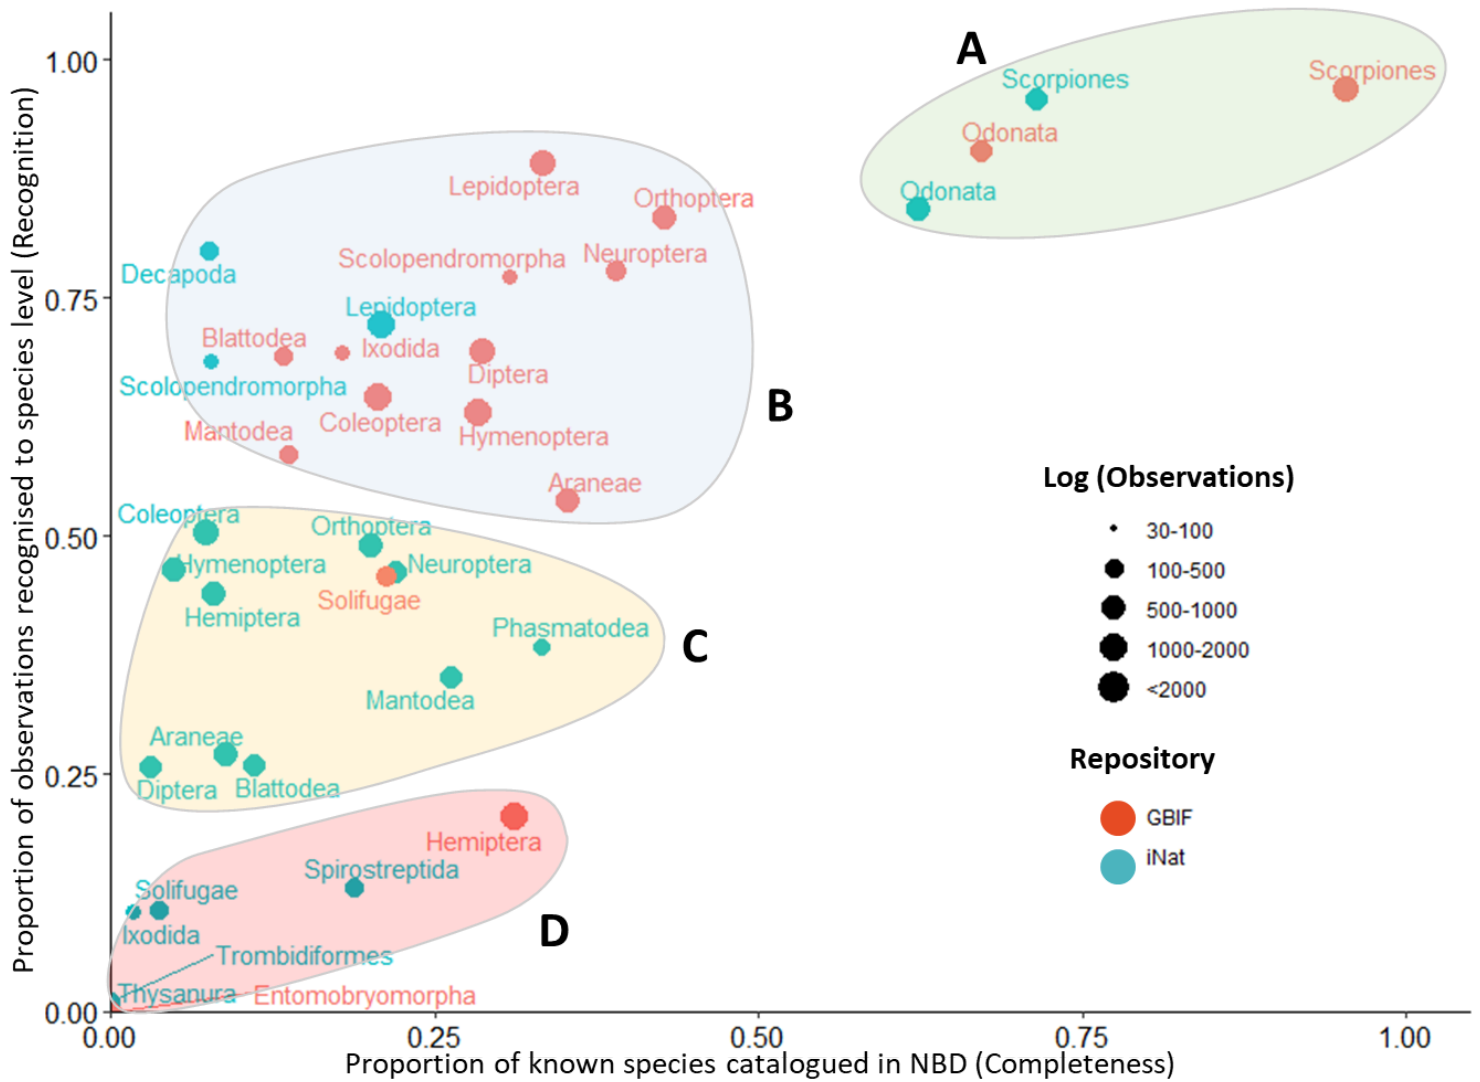 A
1.00
Scorpiones
Scorpiones
Odonata
Odonata
Lepidoptera
Orthoptera
Scolopendromorpha
Neuroptera
Decapoda
0.75
Lepidoptera
Blattodea
Ixodida
Diptera
Scolopendromorpha
B
Coleoptera
Mantodea
Hymenoptera
Araneae
Coleoptera
Orthoptera
0.50
Hymenoptera
Neuroptera
Solifugae
Hemiptera
Phasmatodea
C
Mantodea
Araneae
0.25
Diptera
Blattodea
Hemiptera
Spirostreptida
Solifugae
D
Ixodida
Trombidiformes
Thysanura
Entomobryomorpha
0.00
0.00
0.25
0.50
0.75
1.00
Proportion of known species catalogued in NBD (Completeness)
Proportion of observations recognised to species level (Recognition)
Log (Observations)
30-100
100-500
500-1000
1000-2000
<2000
Repository
GBIF
iNat